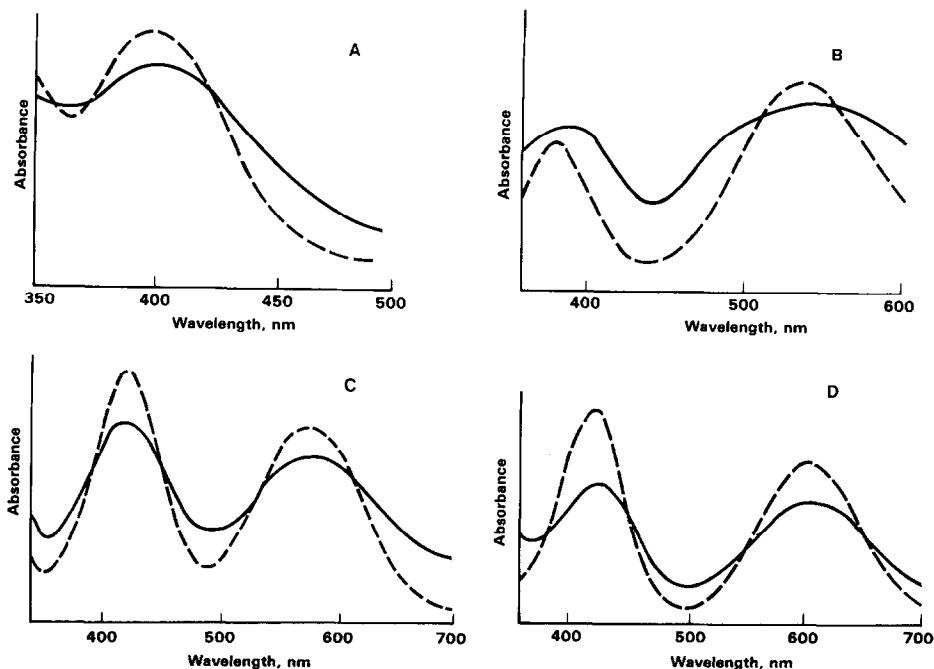 A
Absorbance
350 400 450 500
Wavelength, nm
B
Absorbance
400 500 600
Wavelength, nm
C
Absorbance
400 500 600 700
Wavelength, nm
D
Absorbance
400 500 600 700
Wavelength, nm